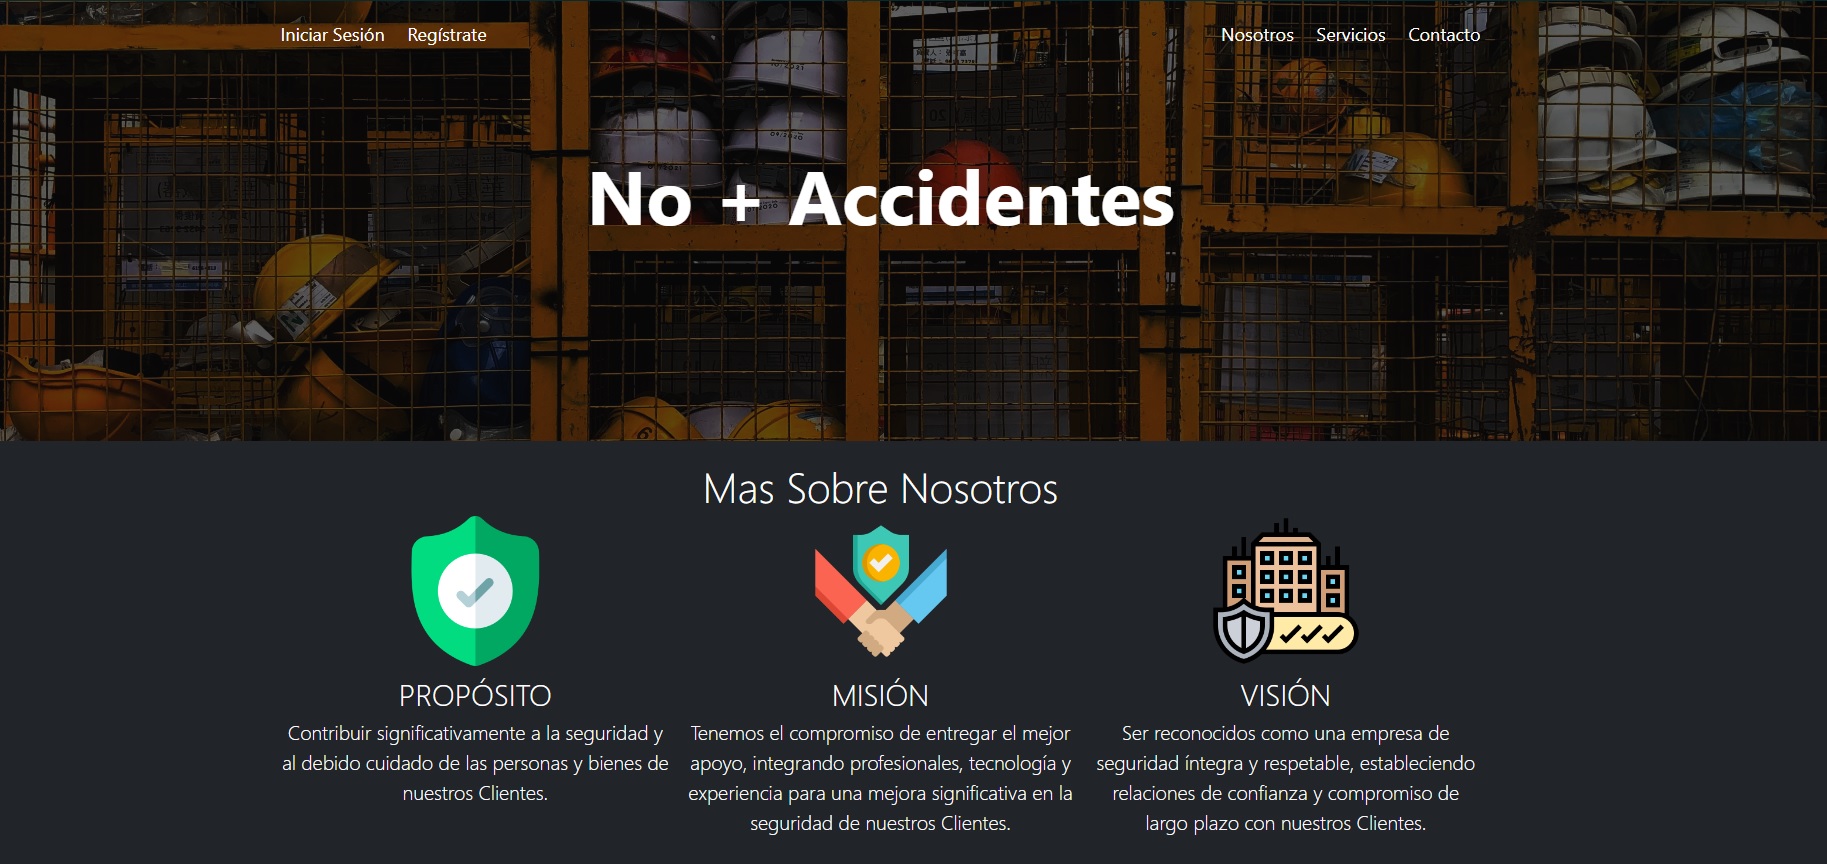 Iniciar Sesión Regístrate Nosotros Servicios Contacto
No + Accidentes
Mas Sobre Nosotros
PROPÓSITO
Contribuir significativamente a la seguridad y
al debido cuidado de las personas y bienes de
nuestros Clientes.
MISIÓN
Tenemos el compromiso de entregar el mejor
apoyo, integrando profesionales, tecnología y
experiencia para una mejora significativa en la
seguridad de nuestros Clientes.
VISIÓN
Ser reconocidos como una empresa de
seguridad íntegra y respetable, estableciendo
relaciones de confianza y compromiso de
largo plazo con nuestros Clientes.